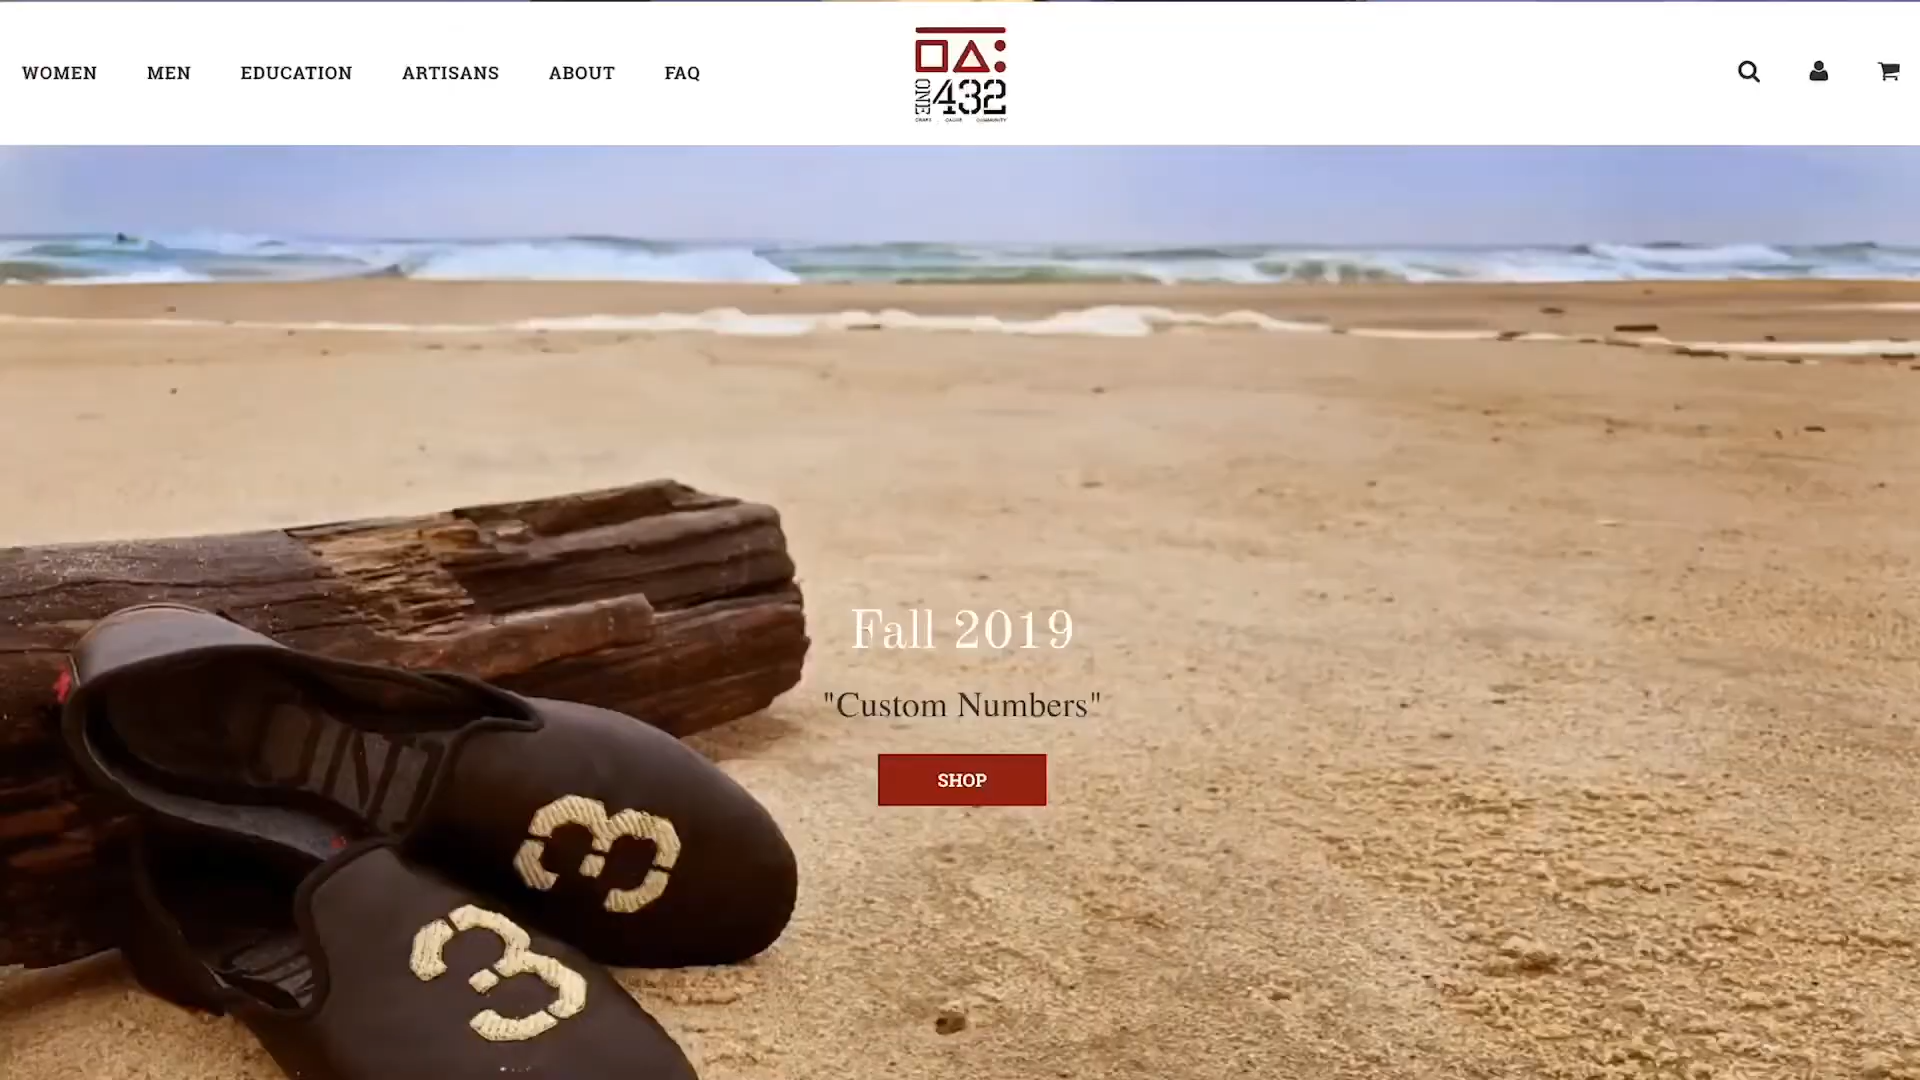 WOMEN
MEN
EDUCATION
ARTISANS
ABOUT
FAQ
ONE
432
Fall 2019
"Custom Numbers"
SHOP
3
3